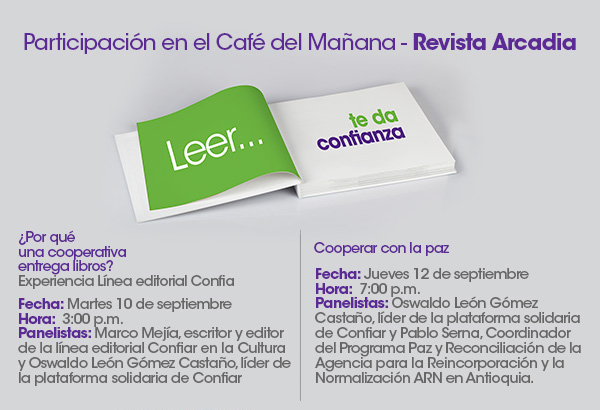 Participación en el Café del Mañana - Revista Arcadia
Leer...
te da
confianza
¿Por qué
una cooperativa
entrega libros?
Experiencia Línea editorial Confia
Fecha: Martes 10 de septiembre
Hora: 3:00 p.m.
Panelistas: Marco Mejía, escritor y editor
de la línea editorial Confiar en la Cultura
y Oswaldo León Gómez Castaño, líder de
la plataforma solidaria de Confiar
Cooperar con la paz
Fecha: Jueves 12 de septiembre
Hora: 7:00 p.m.
Panelistas: Oswaldo León Gómez
Castaño, líder de la plataforma solidaria
de Confiar y Pablo Serna, Coordinador
del Programa Paz y Reconciliación de la
Agencia para la Reincorporación y la
Normalización ARN en Antioquia.